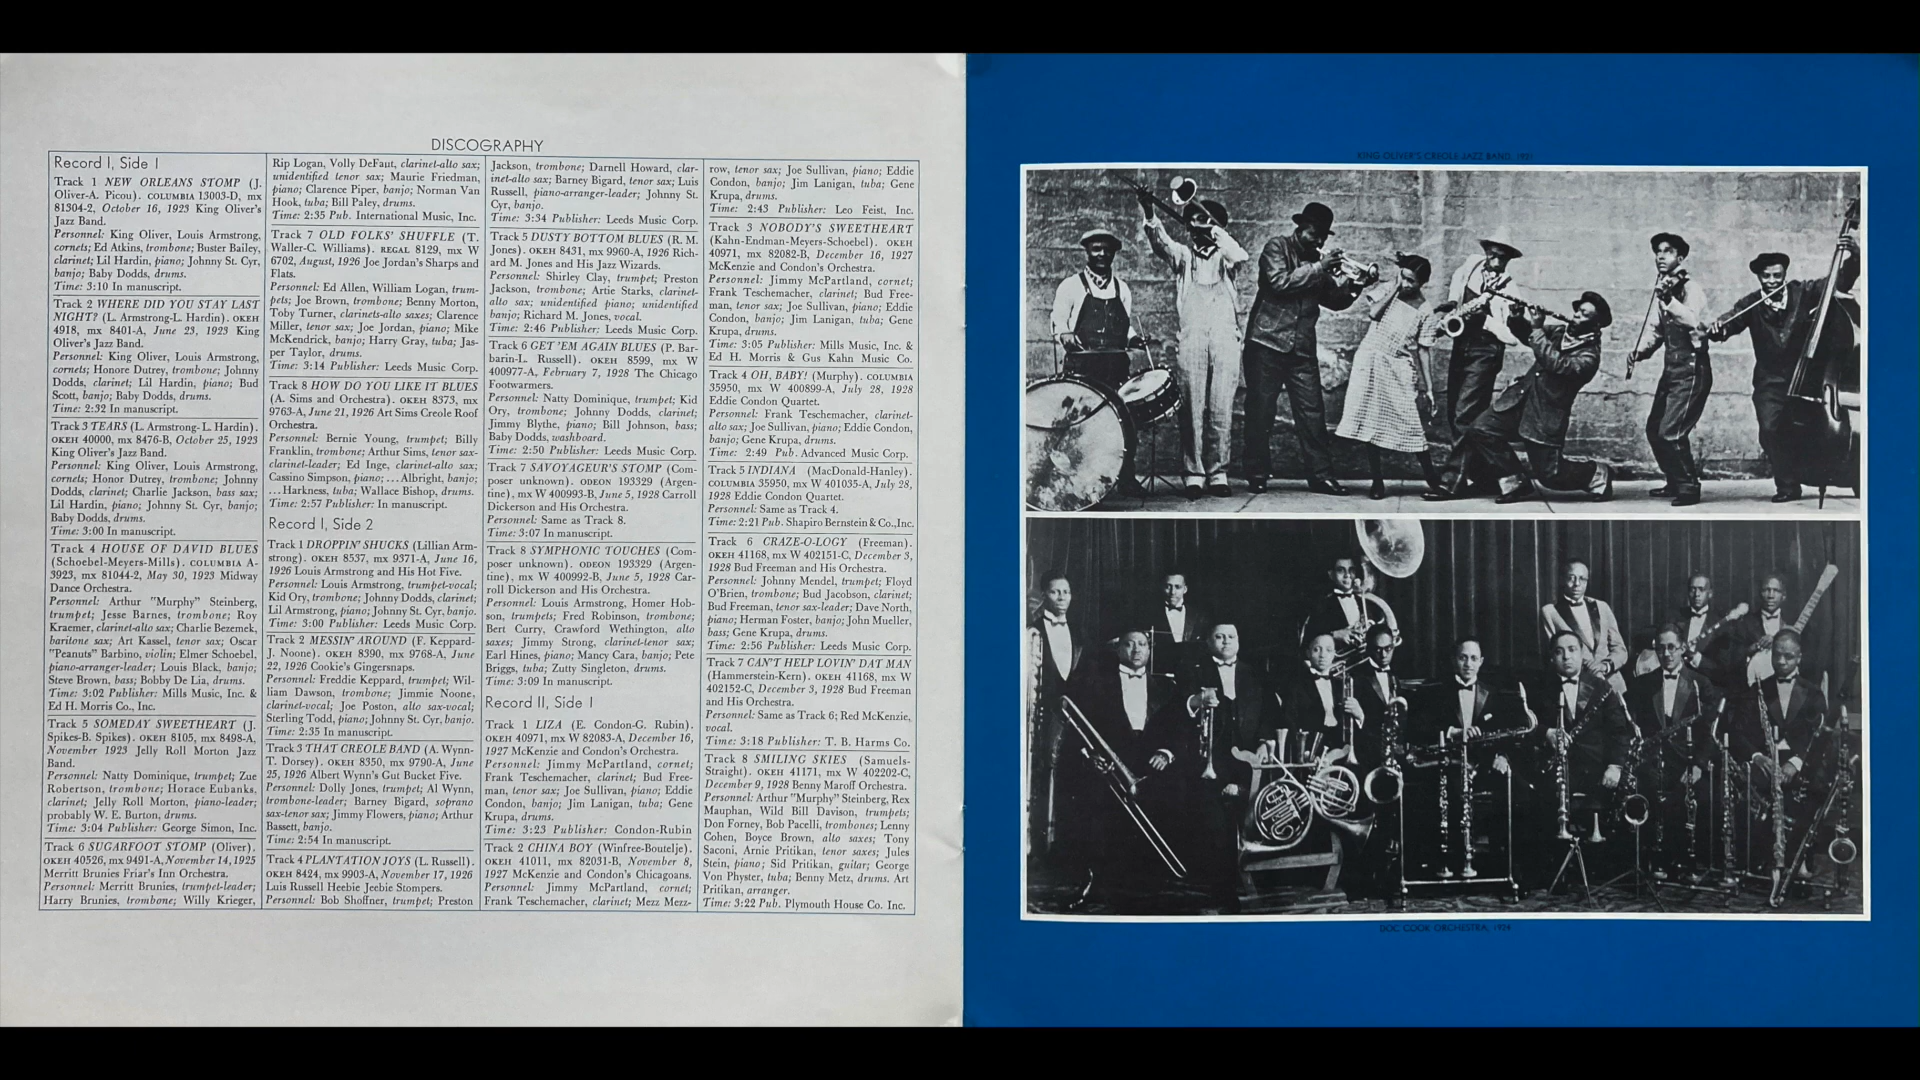 DISCOGRAPHY
Record I, Side 1
Track 1 NEW ORLEANS STOMP (J.
Oliver-A. Picou). COLUMBIA 13003-D, mx
81304-2, October 16, 1923 King Oliver's
Jazz Band.
Personnel: King Oliver, Louis Armstrong,
cornets; Ed Atkins, trombone; Buster Bailey,
clarinet; Lil Hardin, piano; Johnny St. Cyr,
banjo; Baby Dodds, drums.
Time: 3:10 In manuscript.
Track 2 WHERE DID YOU STAY LAST
NIGHT? (L. Armstrong-L. Hardin). OKEH
4918, mx 8401-A, June 23, 1923 King
Oliver's Jazz Band.
Personnel: King Oliver, Louis Armstrong,
cornets; Honore Dutrey, trombone; Johnny
Dodds, clarinet; Lil Hardin, piano; Bud
Scott, banjo; Baby Dodds, drums.
Time: 2:32 In manuscript.
Track 3 TEARS (L. Armstrong-L. Hardin).
OKEH 40000, mx 8476-B, October 25, 1923
King Oliver's Jazz Band.
Personnel: King Oliver, Louis Armstrong,
cornets; Honor Dutrey, trombone; Johnny
Dodds, clarinet; Charlie Jackson, bass sax;
Lil Hardin, piano; Johnny St. Cyr, banjo;
Baby Dodds, drums.
Time: 3:00 In manuscript.
Track 4 HOUSE OF DAVID BLUES
(Schoebel-Meyers-Mills). COLUMBIA A-
3923, mx 81044-2, May 30, 1923 Midway
Dance Orchestra.
Personnel: Arthur "Murphy" Steinberg,
trumpet; Jesse Barnes, trombone; Roy
Kraemer, clarinet-alto sax; Charlie Bezemek,
baritone sax; Art Kassel, tenor sax; Oscar
"Peanuts" Barbino, violin; Elmer Schoebel,
piano-arranger-leader; Louis Black, banjo;
Steve Brown, bass; Bobby De Lia, drums.
Time: 3:02 Publisher: Mills Music, Inc. &
Ed H. Morris Co., Inc.
Track 5 SOMEDAY SWEETHEART (J.
Spikes-B. Spikes). OKEH 8105, mx 8498-A,
November 1923 Jelly Roll Morton Jazz
Band.
Personnel: Natty Dominique, trumpet; Zue
Robertson, trombone; Horace Eubanks,
clarinet; Jelly Roll Morton, piano-leader;
probably W. E. Burton, drums.
Time: 3:04 Publisher: George Simon, Inc.
Track 6 SUGARFOOT STOMP (Oliver).
OKEH 40526, mx 9491-A, November 14, 1925
Merritt Brunies Friar's Inn Orchestra.
Personnel: Merritt Brunies, trumpet-leader;
Harry Brunies, trombone; Willy Krieger,
Rip Logan, Volly DeFaut, clarinet-alto sax;
unidentified tenor sax; Maurie Friedman,
piano; Clarence Piper, banjo; Norman Van
Hook, tuba; Bill Paley, drums.
Time: 2:35 Pub. International Music, Inc.
Track 7 OLD FOLKS' SHUFFLE (T.
Waller-C. Williams). REGAL 8129, mx W
6702, August, 1926 Joe Jordan's Sharps and
Flats.
Personnel: Ed Allen, William Logan, trum-
pets; Joe Brown, trombone; Benny Morton,
Toby Turner, clarinets-alto saxes; Clarence
Miller, tenor sax; Joe Jordan, piano; Mike
McKendrick, banjo; Harry Gray, tuba; Jas-
per Taylor, drums.
Time: 3:14 Publisher: Leeds Music Corp.
Track 8 HOW DO YOU LIKE IT BLUES
(A. Sims and Orchestra). OKEH 8373, mx
9763-A, June 21, 1926 Art Sims Creole Roof
Orchestra.
Personnel: Bernie Young, trumpet; Billy
Franklin, trombone; Arthur Sims, tenor sax-
clarinet-leader; Ed Inge, clarinet-alto sax;
Cassino Simpson, piano; ...Albright, banjo;
...Harkness, tuba; Wallace Bishop, drums.
Time: 2:57 Publisher: In manuscript.
Record I, Side 2
Track 1 DROPPIN' SHUCKS (Lillian Arm-
strong). OKEH 8537, mx 9371-A, June 16,
1926 Louis Armstrong and His Hot Five.
Personnel: Louis Armstrong, trumpet-vocal;
Kid Ory, trombone; Johnny Dodds, clarinet;
Lil Armstrong, piano; Johnny St. Cyr, banjo.
Time: 3:00 Publisher: Leeds Music Corp.
Track 2 MESSIN' AROUND (F. Keppard-
J. Noone). OKEH 8390, mx 9768-A, June
22, 1926 Cookie's Gingersnaps.
Personnel: Freddie Keppard, trumpet; Wil-
liam Dawson, trombone; Jimmie Noone,
clarinet-vocal; Joe Poston, alto sax-vocal;
Sterling Todd, piano; Johnny St. Cyr, banjo.
Time: 2:35 In manuscript.
Track 3 THAT CREOLE BAND (A. Wynn-
T. Dorsey). OKEH 8350, mx 9790-A, June
25, 1926 Albert Wynn's Gut Bucket Five.
Personnel: Dolly Jones, trumpet; Al Wynn,
trombone-leader; Barney Bigard, soprano
sax-tenor sax; Jimmy Flowers, piano; Arthur
Bassett, banjo.
Time: 2:54 In manuscript.
Track 4 PLANTATION JOYS (L. Russell).
OKEH 8424, mx 9903-A, November 17, 1926
Luis Russell Heebie Jeebie Stompers.
Personnel: Bob Shoffner, trumpet; Preston
Jackson, trombone; Darnell Howard, clar-
inet-alto sax; Barney Bigard, tenor sax; Luis
Russell, piano-arranger-leader; Johnny St.
Cyr, banjo.
Time: 3:34 Publisher: Leeds Music Corp.
Track 5 DUSTY BOTTOM BLUES (R. M.
Jones). OKEH 8431, mx 9960-A, 1926 Rich-
ard M. Jones and His Jazz Wizards.
Personnel: Shirley Clay, trumpet; Preston
Jackson, trombone; Artie Starks, clarinet-
alto sax; unidentified piano; unidentified
banjo; Richard M. Jones, vocal.
Time: 2:46 Publisher: Leeds Music Corp.
Track 6 GET 'EM AGAIN BLUES (P. Bar-
barin-L. Russell). OKEH 8599, mx W
400977-A, February 7, 1928 The Chicago
Footwarmers.
Personnel: Natty Dominique, trumpet; Kid
Ory, trombone; Johnny Dodds, clarinet;
Jimmy Blythe, piano; Bill Johnson, bass;
Baby Dodds, washboard.
Time: 2:50 Publisher: Leeds Music Corp.
Track 7 SAVOYAGEUR'S STOMP (Com-
poser unknown). ODEON 193329 (Argen-
tine), mx W 400993-B, June 5, 1928 Carroll
Dickerson and His Orchestra.
Personnel: Same as Track 8.
Time: 3:07 In manuscript.
Track 8 SYMPHONIC TOUCHES (Com-
poser unknown). ODEON 193329 (Argen-
tine), mx W 400992-B, June 5, 1928 Car-
roll Dickerson and His Orchestra.
Personnel: Louis Armstrong, Homer Hob-
son, trumpets; Fred Robinson, trombone;
Bert Curry, Crawford Wethington, alto
saxes; Jimmy Strong, clarinet-tenor sax;
Earl Hines, piano; Mancy Cara, banjo; Pete
Briggs, tuba; Zutty Singleton, drums.
Time: 3:09 In manuscript.
Record II, Side 1
Track 1 LIZA (E. Condon-G. Rubin).
OKEH 40971, mx W 82083-A, December 16,
1927 McKenzie and Condon's Orchestra.
Personnel: Jimmy McPartland, cornet;
Frank Teschemacher, clarinet; Bud Free-
man, tenor sax; Joe Sullivan, piano; Eddie
Condon, banjo; Jim Lanigan, tuba; Gene
Krupa, drums.
Time: 3:23 Publisher: Condon-Rubin
Track 2 CHINA BOY (Winfree-Boutelje).
OKEH 41011, mx 82031-B, November 8,
1927 McKenzie and Condon's Chicagoans.
Personnel: Jimmy McPartland, cornet;
Frank Teschemacher, clarinet; Mezz Mezz-
row, tenor sax; Joe Sullivan, piano; Eddie
Condon, banjo; Jim Lanigan, tuba; Gene
Krupa, drums.
Time: 2:43 Publisher: Leo Feist, Inc.
Track 3 NOBODY'S SWEETHEART
(Kahn-Endman-Meyers-Schoebel). OKEH
40971, mx 82082-B, December 16, 1927
McKenzie and Condon's Orchestra.
Personnel: Jimmy McPartland, cornet;
Frank Teschemacher, clarinet; Bud Free-
man, tenor sax; Joe Sullivan, piano; Eddie
Condon, banjo; Jim Lanigan, tuba; Gene
Krupa, drums.
Time: 3:05 Publisher: Mills Music, Inc. &
Ed H. Morris & Gus Kahn Music Co.
Track 4 OH, BABY! (Murphy). COLUMBIA
35950, mx W 400899-A, July 28, 1928
Eddie Condon Quartet.
Personnel: Frank Teschemacher, clarinet-
alto sax; Joe Sullivan, piano; Eddie Condon,
banjo; Gene Krupa, drums.
Time: 2:49 Pub. Advanced Music Corp.
Track 5 INDIANA (MacDonald-Hanley).
COLUMBIA 35950, mx W 401035-A, July 28,
1928 Eddie Condon Quartet.
Personnel: Same as Track 4.
Time: 2:21 Pub. Shapiro Bernstein & Co., Inc.
Track 6 CRAZE-O-LOGY (Freeman).
OKEH 41168, mx W 402151-C, December 3,
1928 Bud Freeman and His Orchestra.
Personnel: Johnny Mendel, trumpet; Floyd
O'Brien, trombone; Bud Jacobson, clarinet;
Bud Freeman, tenor sax-leader; Dave North,
piano; Herman Foster, banjo; John Mueller,
bass; Gene Krupa, drums.
Time: 2:56 Publisher: Leeds Music Corp.
Track 7 CAN'T HELP LOVIN' DAT MAN
(Hammerstein-Kern). OKEH 41168, mx W
402152-C, December 3, 1928 Bud Freeman
and His Orchestra.
Personnel: Same as Track 6; Red McKenzie,
vocal.
Time: 3:18 Publisher: T. B. Harms Co.
Track 8 SMILING SKIES (Samuels-
Straight). OKEH 41171, mx W 402202-C,
December 9, 1928 Benny Maroff Orchestra.
Personnel: Arthur "Murphy" Steinberg, Rex
Mauphan, Wild Bill Davison, trumpets;
Don Forney, Bob Pacelli, trombones; Lenny
Cohen, Boyce Brown, alto saxes; Tony
Saconi, Arnie Pritikan, tenor saxes; Jules
Stein, piano; Sid Pritikan, guitar; George
Von Physter, tuba; Benny Metz, drums. Art
Pritikan, arranger.
Time: 3:22 Pub. Plymouth House Co. Inc.
KING OLIVER'S CREOLE JAZZ BAND, 1921
DOC COOK ORCHESTRA, 1924